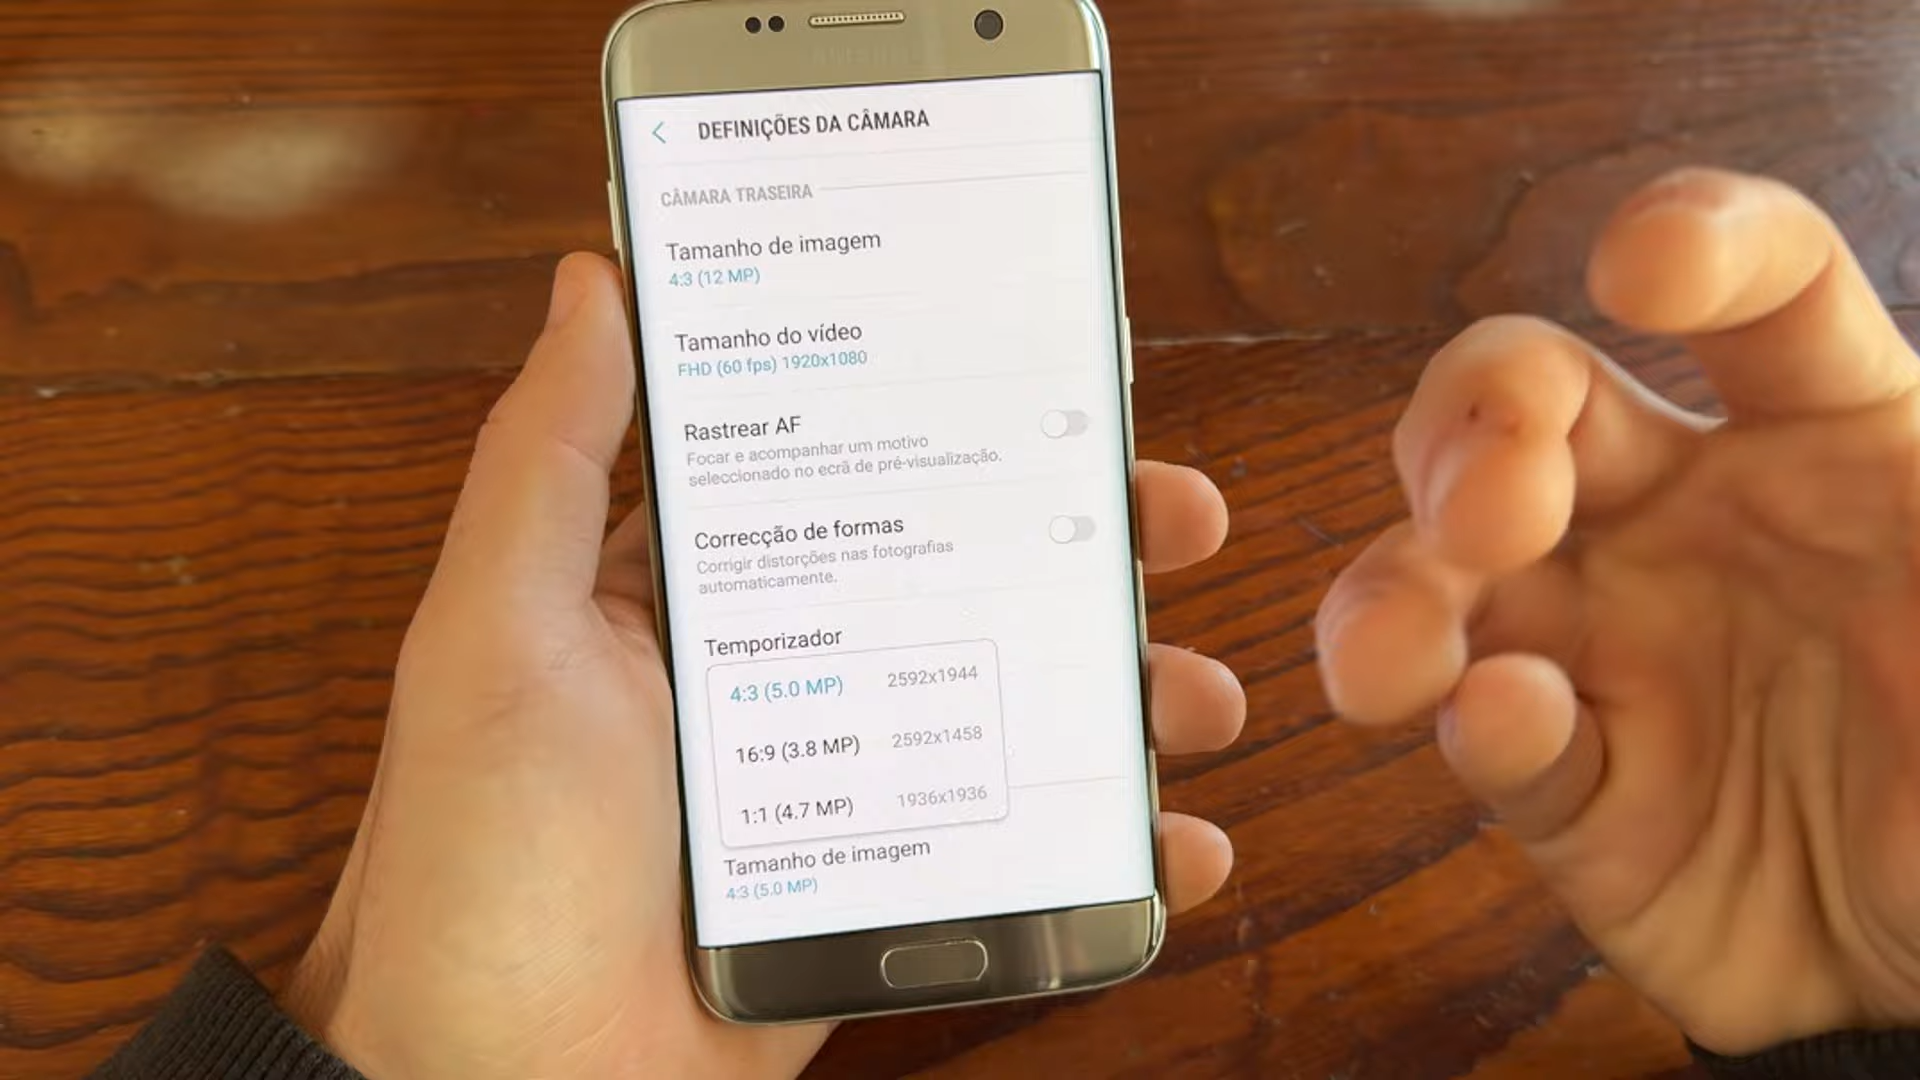 SAMSUNG
DEFINIÇÕES DA CÂMARA
CÂMARA TRASEIRA
Tamanho de imagem
4:3 (12 MP)
Tamanho do vídeo
FHD (60 fps) 1920x1080
Rastrear AF
Focar e acompanhar um motivo
seleccionado no ecrã de pré-visualização.
Correcção de formas
Corrigir distorções nas fotografias
automaticamente.
Temporizador
4:3 (5.0 MP) 2592x1944
16:9 (3.8 MP) 2592x1458
1:1 (4.7 MP) 1936x1936
Tamanho de imagem
4:3 (5.0 MP)